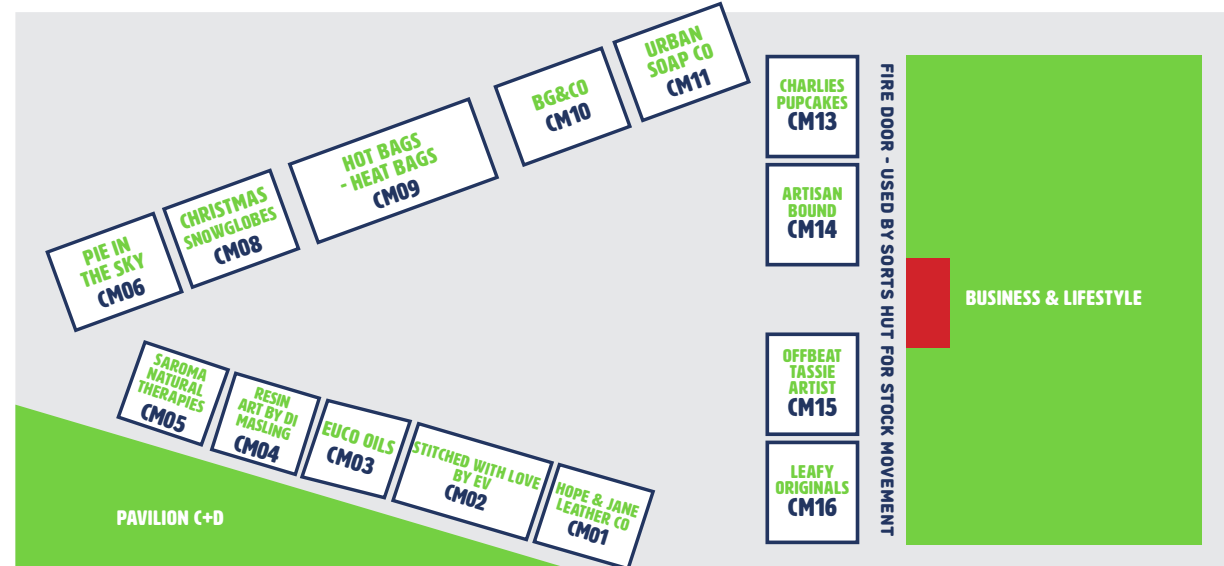 URBAN
SOAP CO
CM11
BG&CO
CM10
HOT BAGS
- HEAT BAGS
CM09
CHRISTMAS
SNOWGLOBES
CM08
PIE IN
THE SKY
CM06
CHARLIES
PUPCAKES
CM13
ARTISAN
BOUND
CM14
OFFBEAT
TASSIE
ARTIST
CM15
LEAFY
ORIGINALS
CM16
FIRE DOOR - USED BY SORTS HUT FOR STOCK MOVEMENT
BUSINESS & LIFESTYLE
SAROMA
NATURAL
THERAPIES
CM05
RESIN
ART BY DI
MASLING
CM04
EUCO OILS
CM03
STITCHED WITH LOVE
BY EV
CM02
HOPE & JANE
LEATHER CO
CM01
PAVILION C+D